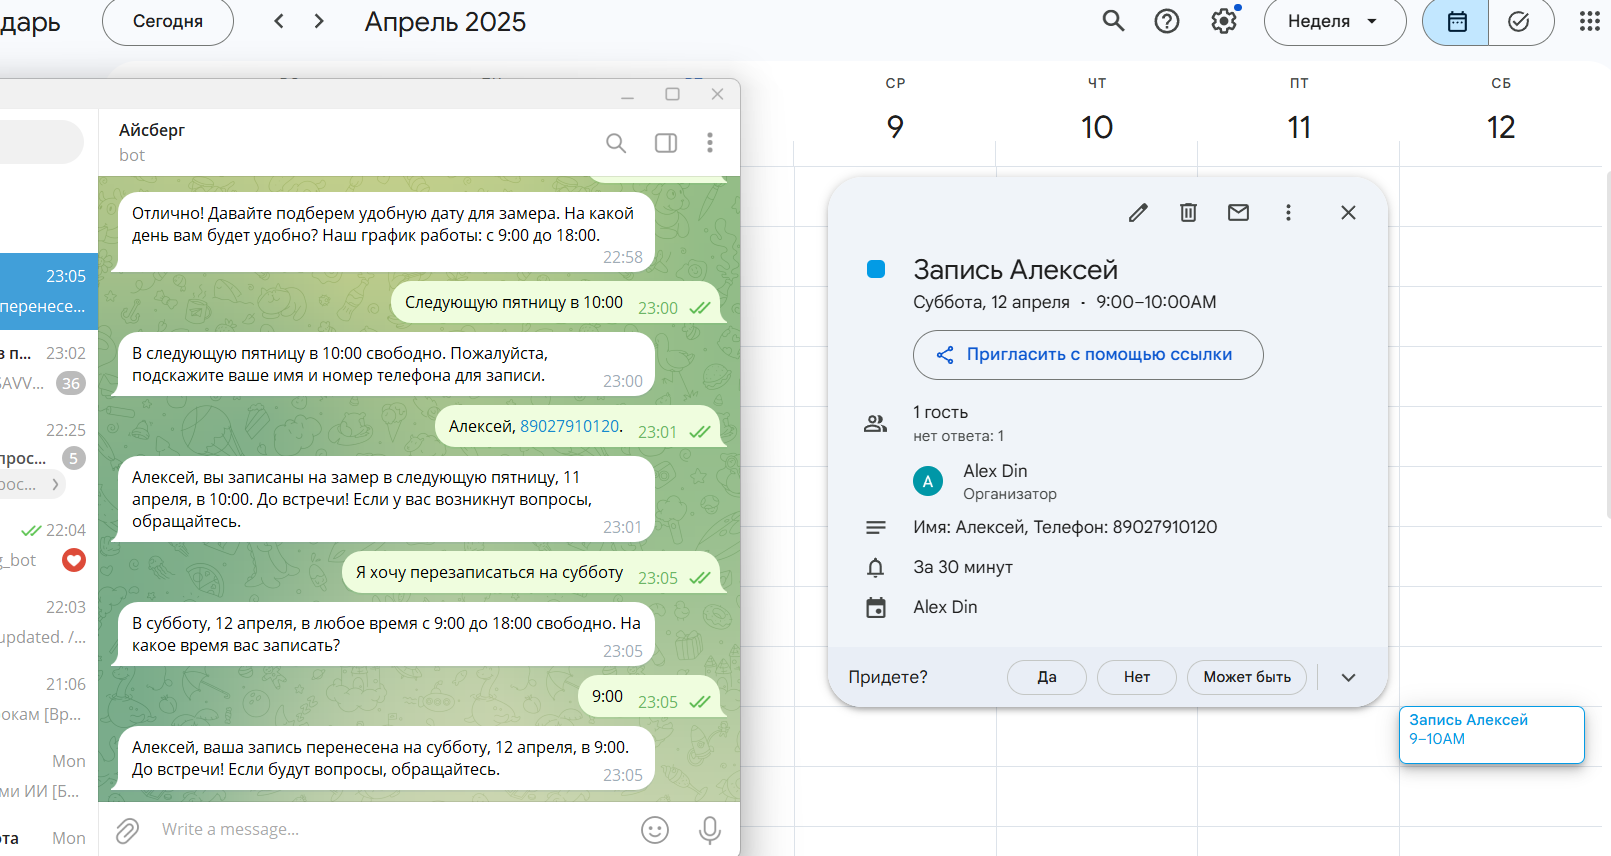 дарь
Сегодня
Апрель 2025
Неделя
СР
9
ЧТ
10
ПТ
11
СБ
12
Айсберг
bot
23:05
перенесе...
в п...
23:02
SAVV...
36
22:25
прос...
5
рос...
22:04
g_bot
22:03
updated. /...
21:06
окам [Вр...
Mon
ми ИИ [Б...
ота
Mon
Отлично! Давайте подберем удобную дату для замера. На какой
день вам будет удобно? Наш график работы: с 9:00 до 18:00.
22:58
Следующую пятницу в 10:00
23:00
В следующую пятницу в 10:00 свободно. Пожалуйста,
подскажите ваше имя и номер телефона для записи.
23:00
Алексей, 89027910120.
23:01
Алексей, вы записаны на замер в следующую пятницу, 11
апреля, в 10:00. До встречи! Если у вас возникнут вопросы,
обращайтесь.
23:01
Я хочу перезаписаться на субботу
23:05
В субботу, 12 апреля, в любое время с 9:00 до 18:00 свободно. На
какое время вас записать?
23:05
9:00
23:05
Алексей, ваша запись перенесена на субботу, 12 апреля, в 9:00.
До встречи! Если будут вопросы, обращайтесь.
23:05
Write a message...
Запись Алексей
Суббота, 12 апреля · 9:00–10:00AM
Пригласить с помощью ссылки
1 гость
нет ответа: 1
A
Alex Din
Организатор
Имя: Алексей, Телефон: 89027910120
За 30 минут
Alex Din
Придете?
Да
Нет
Может быть
Запись Алексей
9–10AM